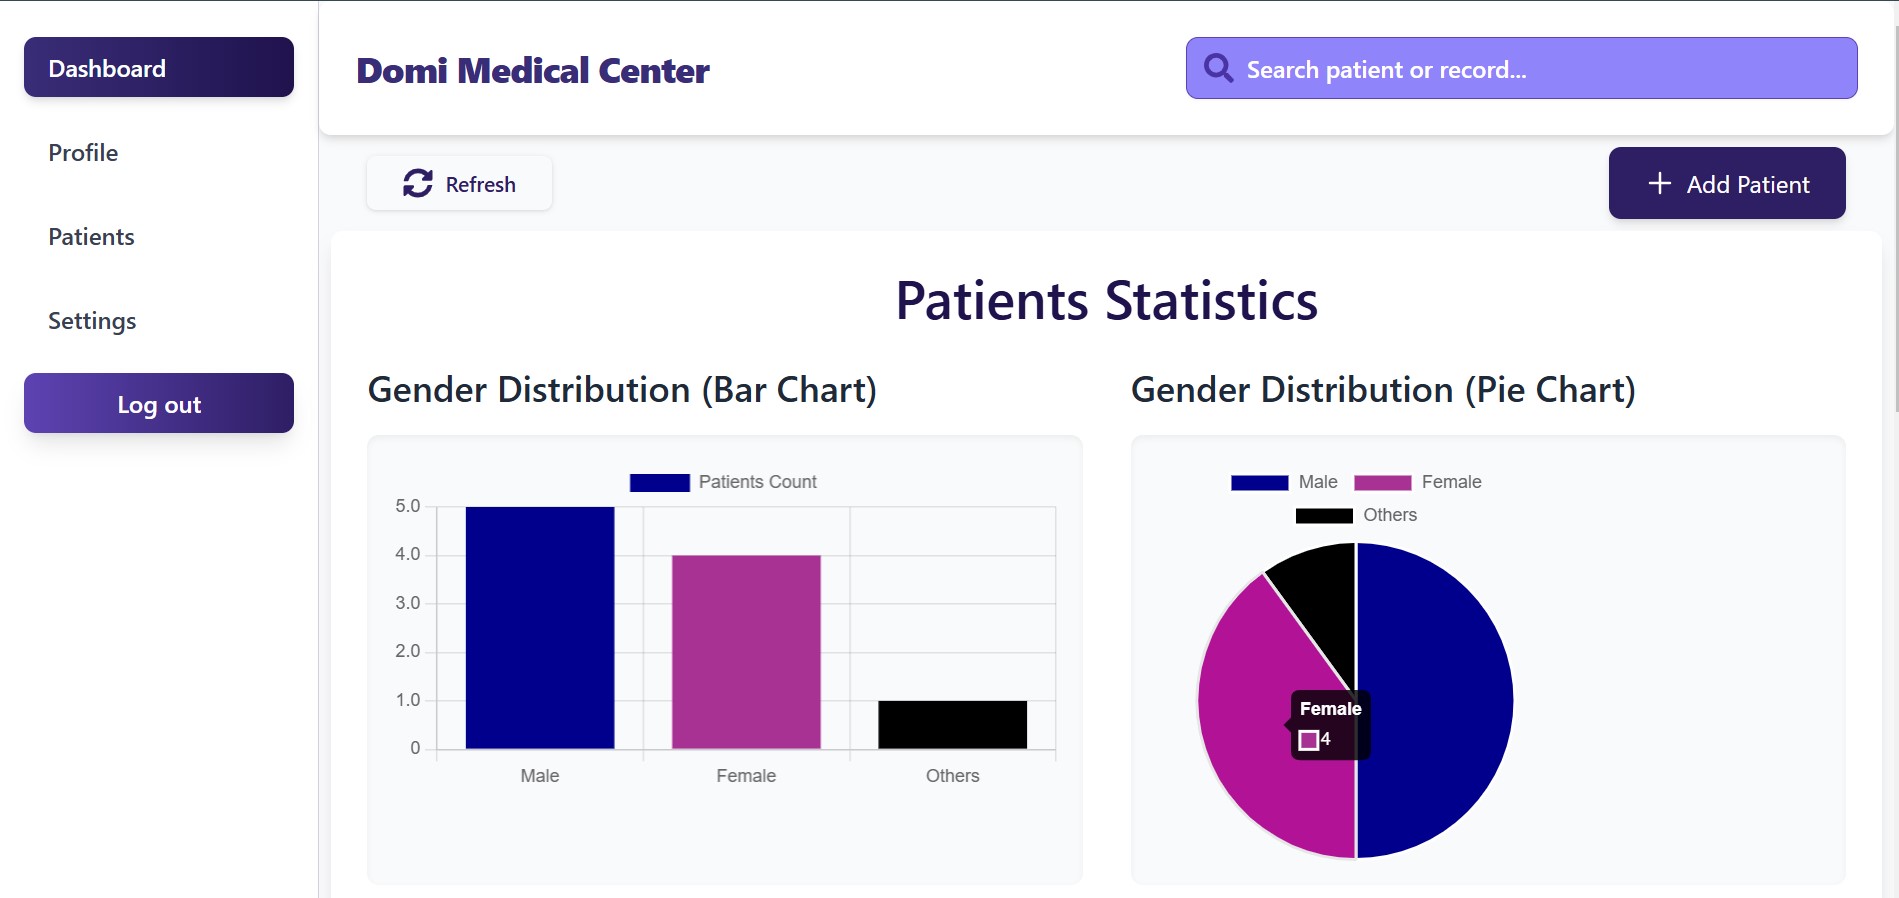 Dashboard
Profile
Patients
Settings
Log out
Domi Medical Center
Search patient or record...
Refresh
Add Patient
Patients Statistics
Gender Distribution (Bar Chart)
Patients Count
5.0
4.0
3.0
2.0
1.0
0
Male Female Others
Gender Distribution (Pie Chart)
Male Female
Others
Female
4